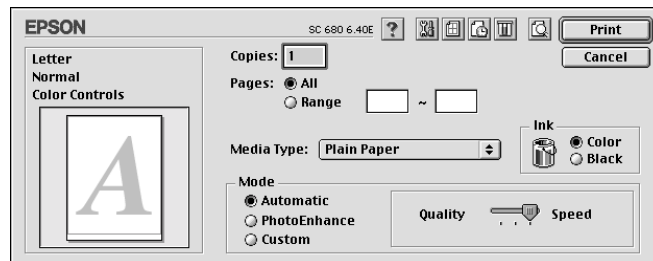 EPSON
SC 680 6.40E
?
Print
Cancel
Letter
Normal
Color Controls
A
Copies: 1
Pages: All
Range ~
Media Type: Plain Paper
Ink
Color
Black
Mode
Automatic
PhotoEnhance
Custom
Quality Speed